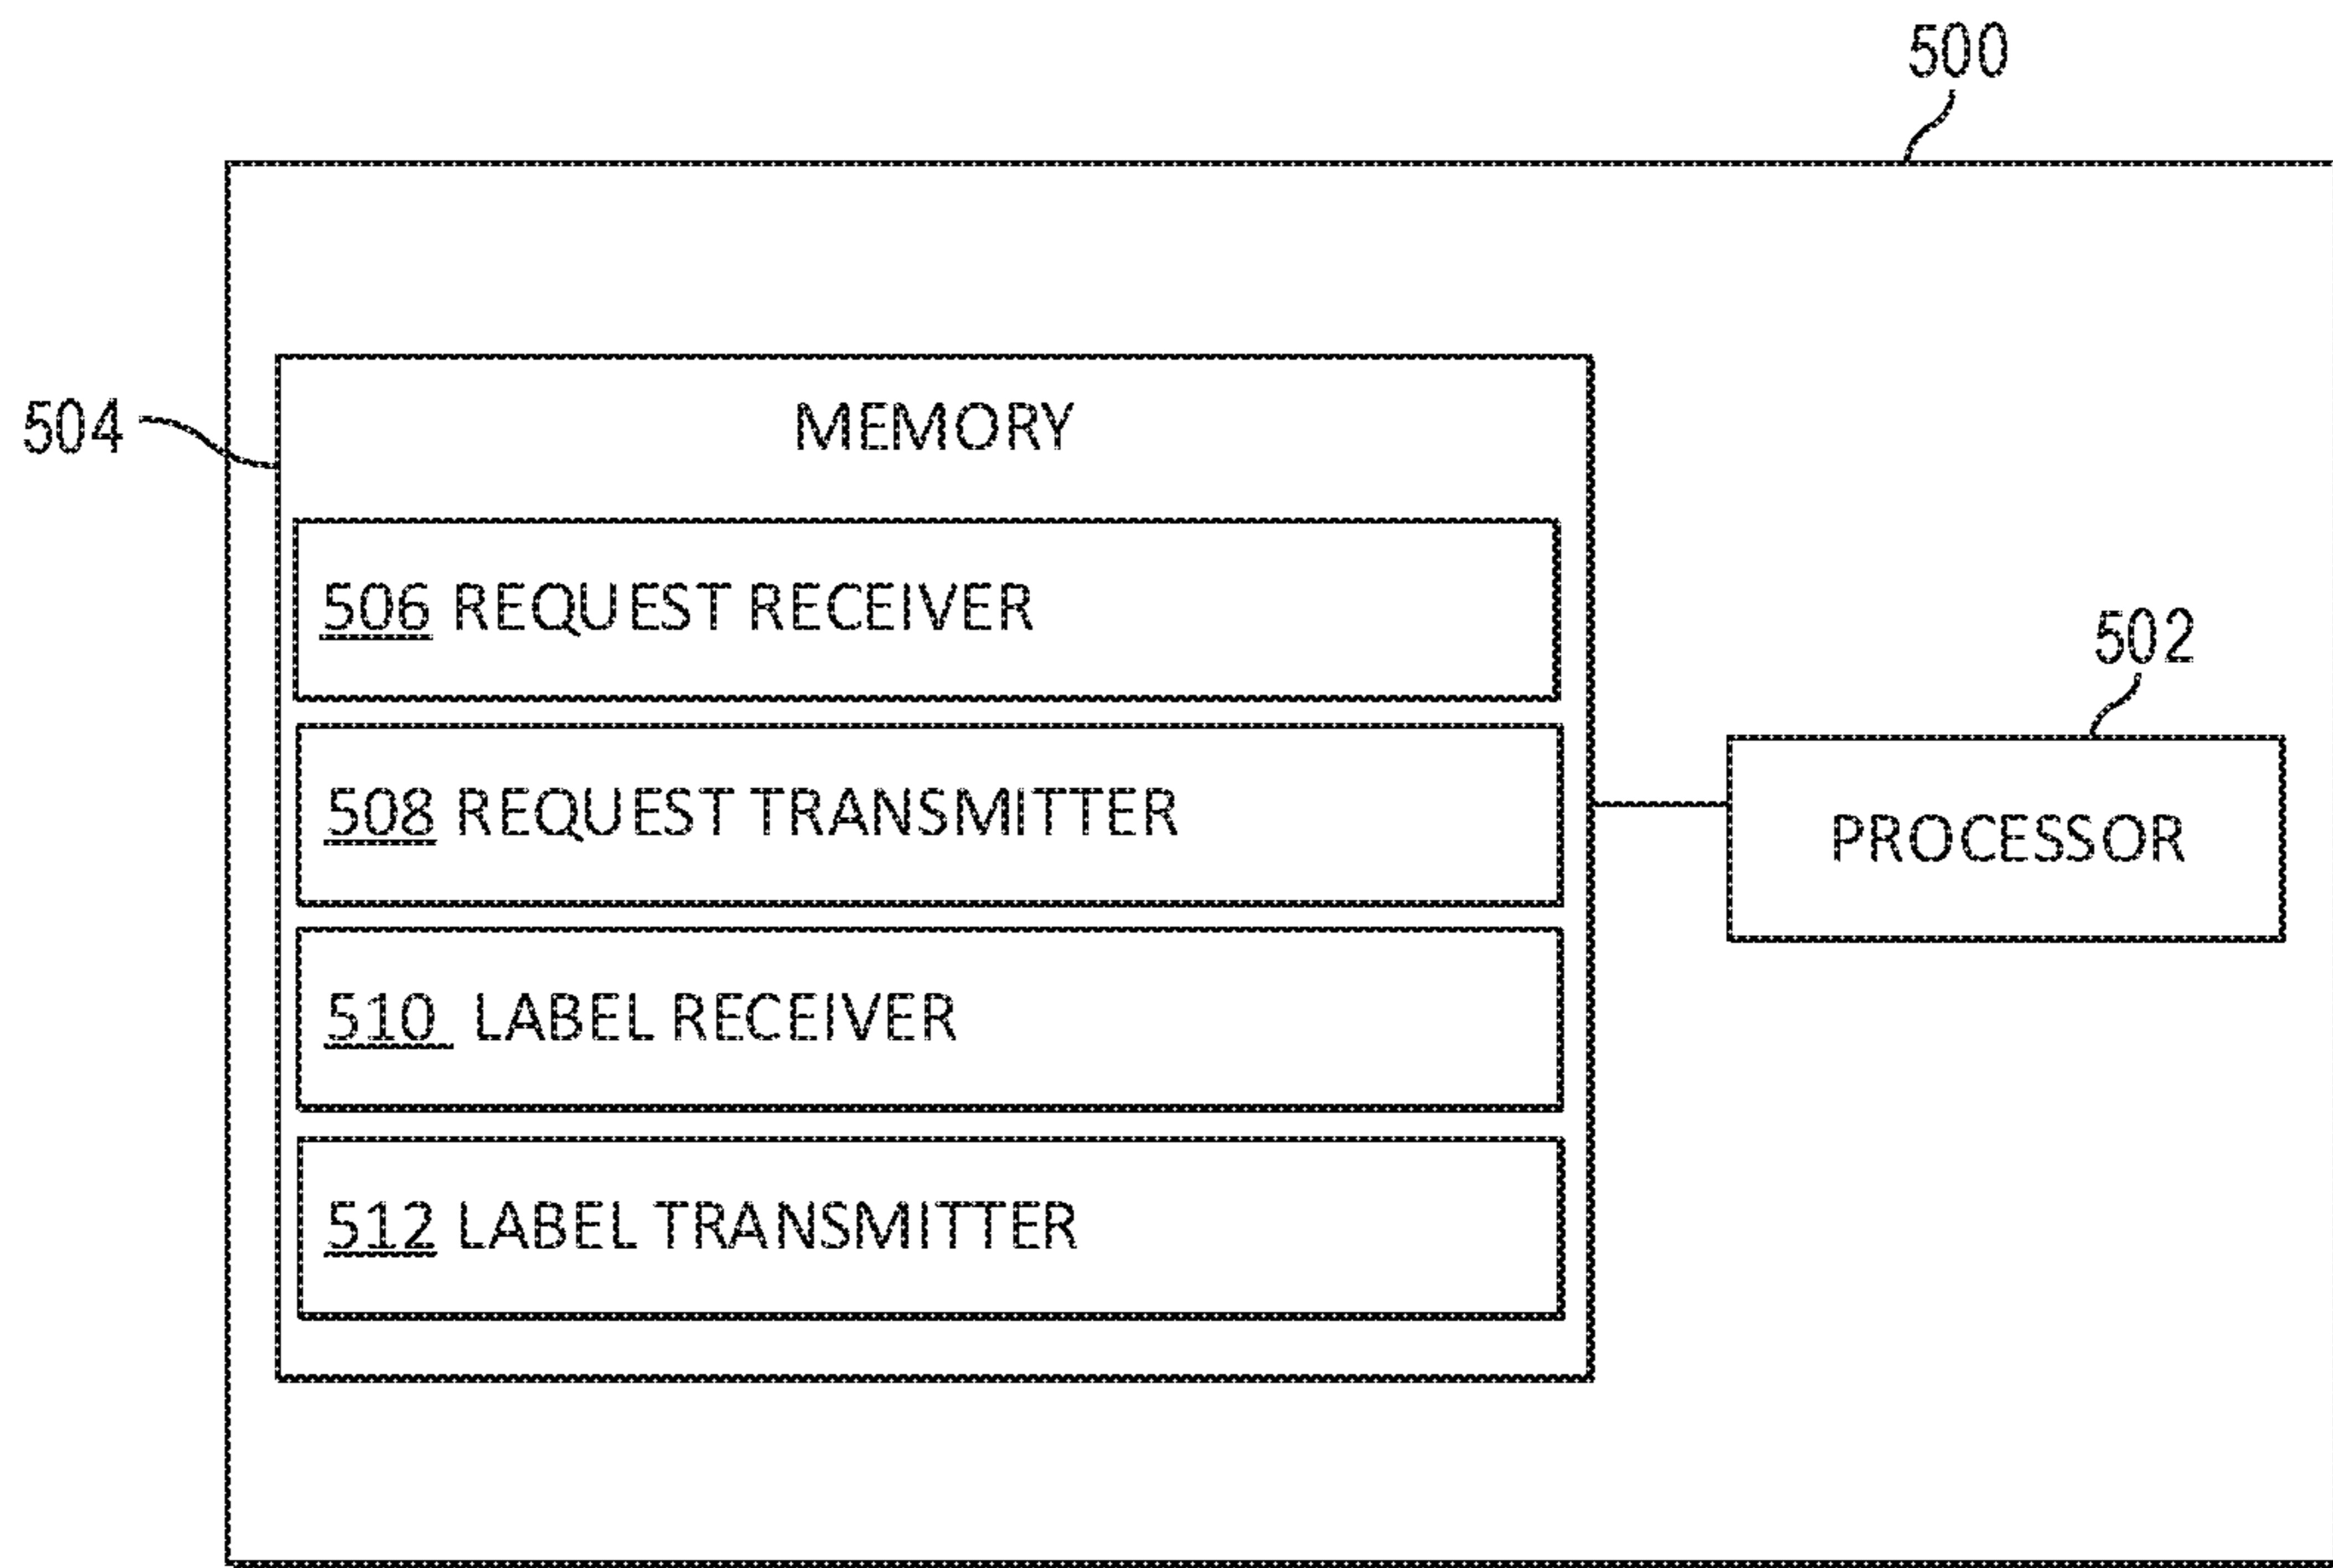 500
504
MEMORY
506 REQUEST RECEIVER
502
508 REQUEST TRANSMITTER
PROCESSOR
510 LABEL RECEIVER
512 LABEL TRANSMITTER